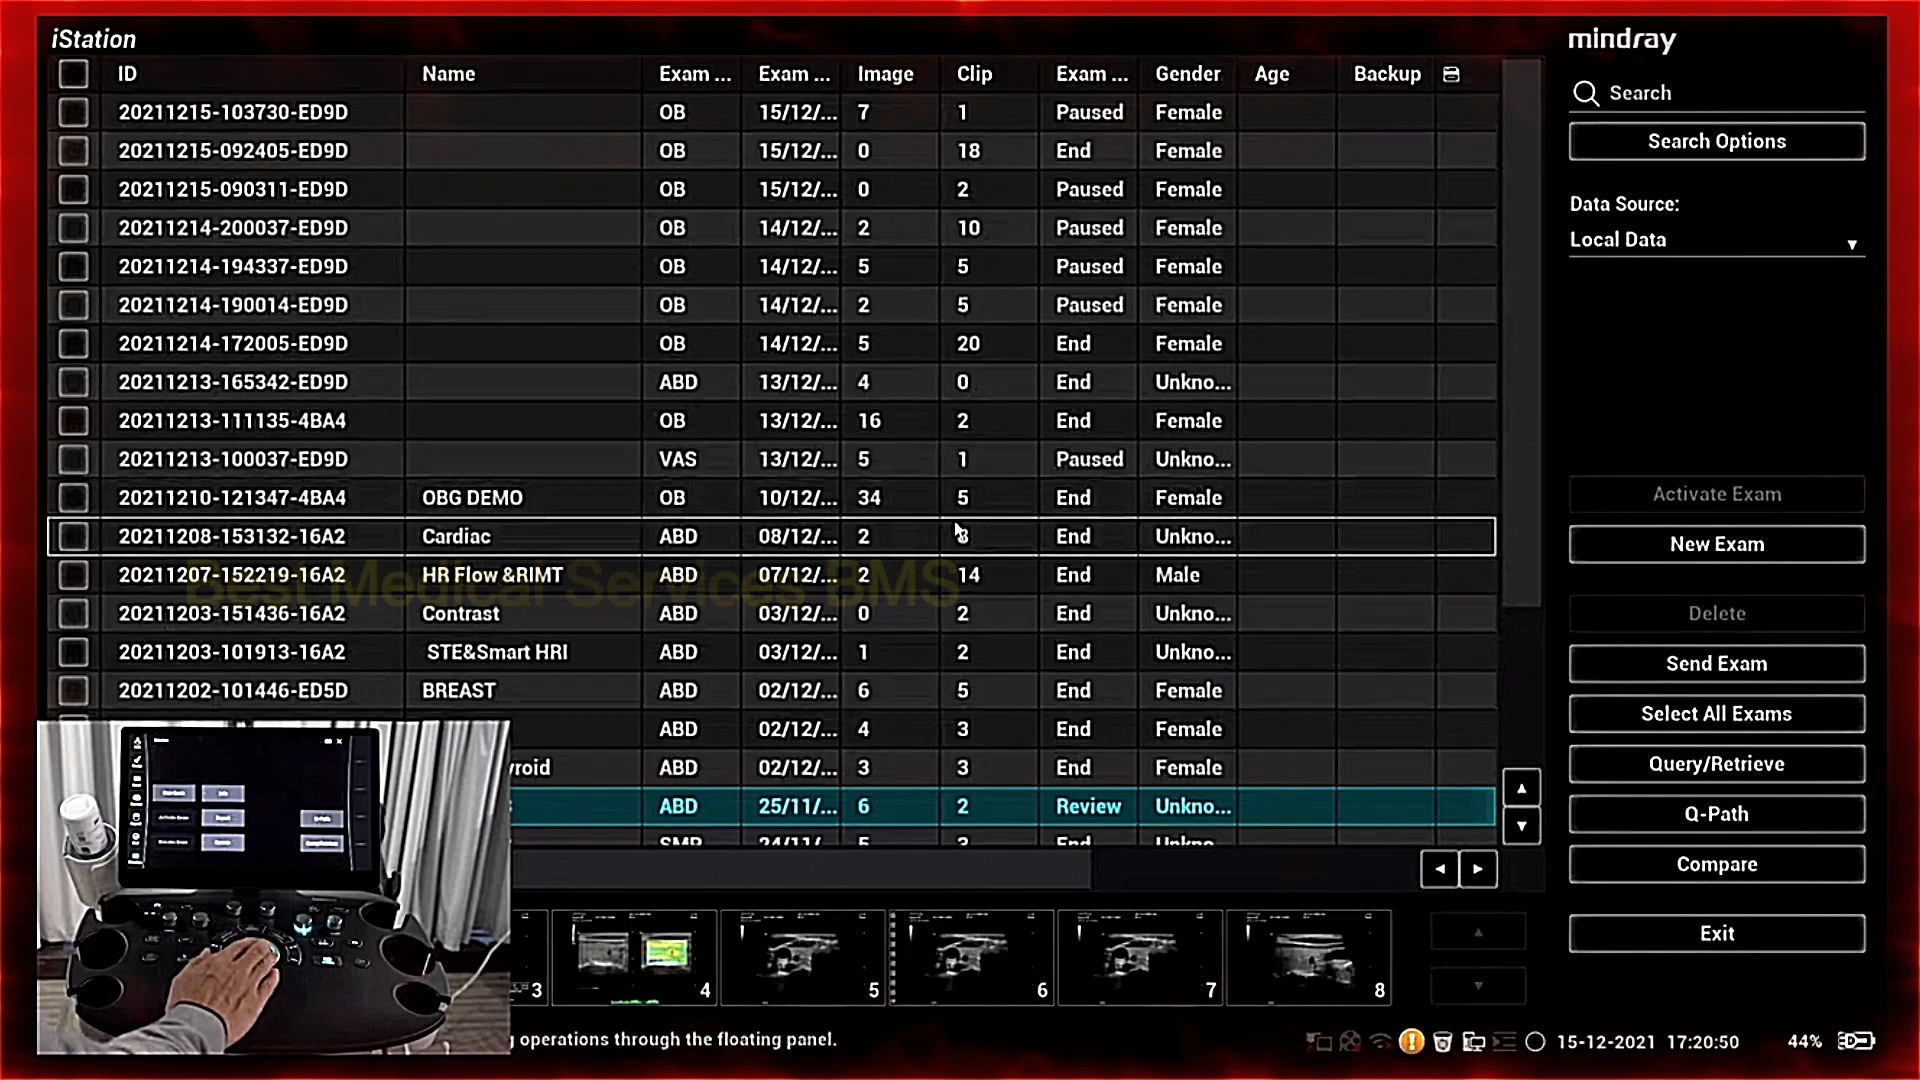 iStation
mindray
ID Name Exam ... Exam ... Image Clip Exam ... Gender Age Backup
20211215-103730-ED9D OB 15/12/... 7 1 Paused Female
20211215-092405-ED9D OB 15/12/... 0 18 End Female
20211215-090311-ED9D OB 15/12/... 0 2 Paused Female
20211214-200037-ED9D OB 14/12/... 2 10 Paused Female
20211214-194337-ED9D OB 14/12/... 5 5 Paused Female
20211214-190014-ED9D OB 14/12/... 2 5 Paused Female
20211214-172005-ED9D OB 14/12/... 5 20 End Female
20211213-165342-ED9D ABD 13/12/... 4 0 End Unkno...
20211213-111135-4BA4 OB 13/12/... 16 2 End Female
20211213-100037-ED9D VAS 13/12/... 5 1 Paused Unkno...
20211210-121347-4BA4 OBG DEMO OB 10/12/... 34 5 End Female
20211208-153132-16A2 Cardiac ABD 08/12/... 2 End Unkno...
20211207-152219-16A2 HR Flow &RIMT ABD 07/12/... 2 14 End Male
Best Medical Services BMS
20211203-151436-16A2 Contrast ABD 03/12/... 0 2 End Unkno...
20211203-101913-16A2 STE&Smart HRI ABD 03/12/... 1 2 End Unkno...
20211202-101446-ED5D BREAST ABD 02/12/... 6 5 End Female
ABD 02/12/... 4 3 End Female
roid ABD 02/12/... 3 3 End Female
ABD 25/11/... 6 2 Review Unkno...
SMP 24/11/ 5 3 End Unkno
Search
Search Options
Data Source:
Local Data
Activate Exam
New Exam
Delete
Send Exam
Select All Exams
Query/Retrieve
Q-Path
Compare
Exit
3 4 5 6 7 8
operations through the floating panel.
15-12-2021 17:20:50 44%